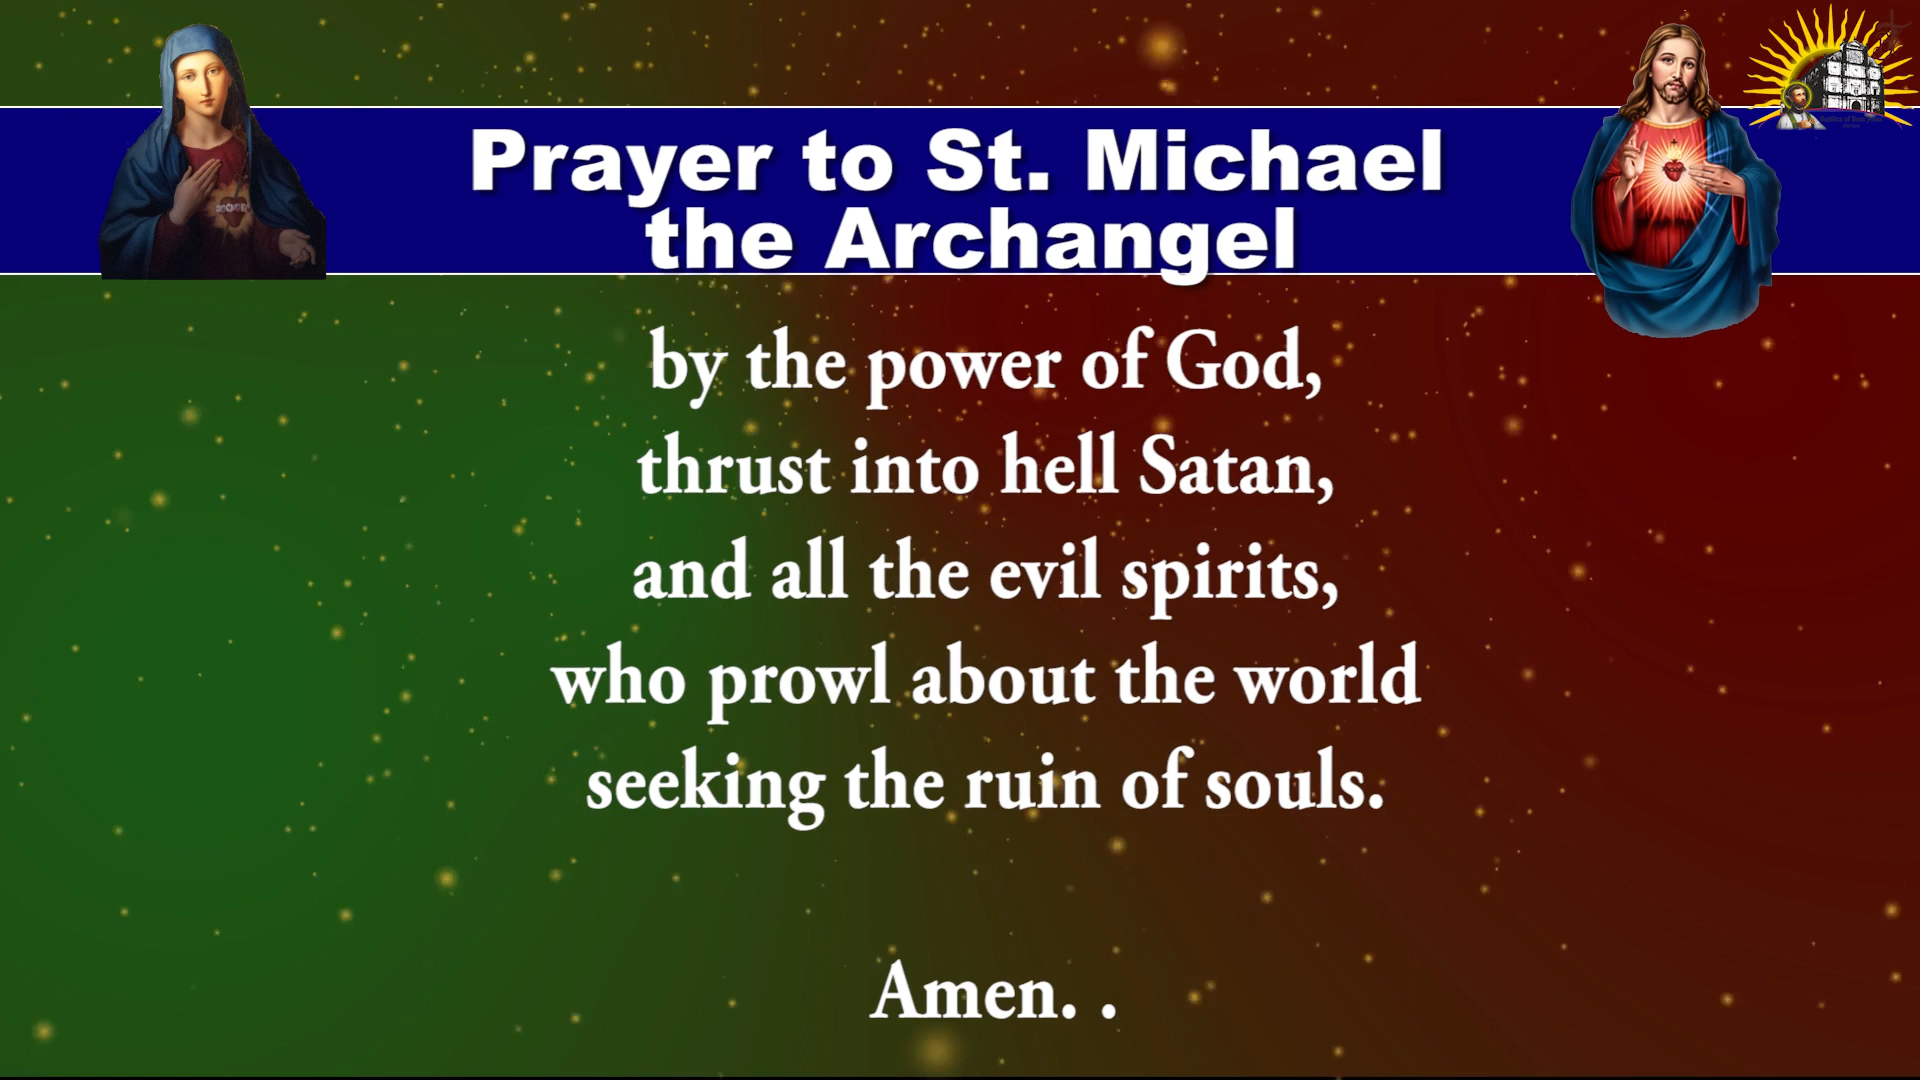 Prayer to St. Michael
the Archangel
by the power of God,
thrust into hell Satan,
and all the evil spirits,
who prowl about the world
seeking the ruin of souls.
Amen. .